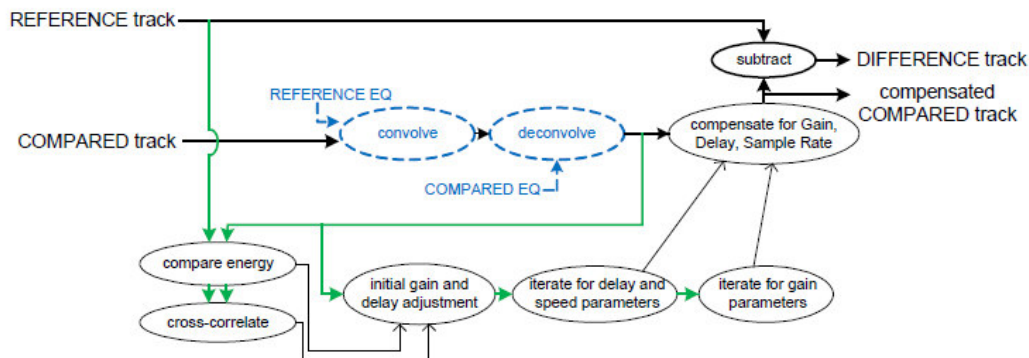 REFERENCE track
subtract
DIFFERENCE track
compensated
COMPARED track
REFERENCE EQ
COMPARED track
convolve
deconvolve
compensate for Gain,
Delay, Sample Rate
COMPARED EQ
compare energy
initial gain and
delay adjustment
iterate for delay and
speed parameters
iterate for gain
parameters
cross-correlate